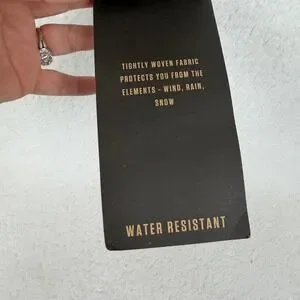 TIGHTLY WOVEN FABRIC
PROTECTS YOU FROM THE
ELEMENTS - WIND, RAIN,
SNOW
WATER RESISTANT